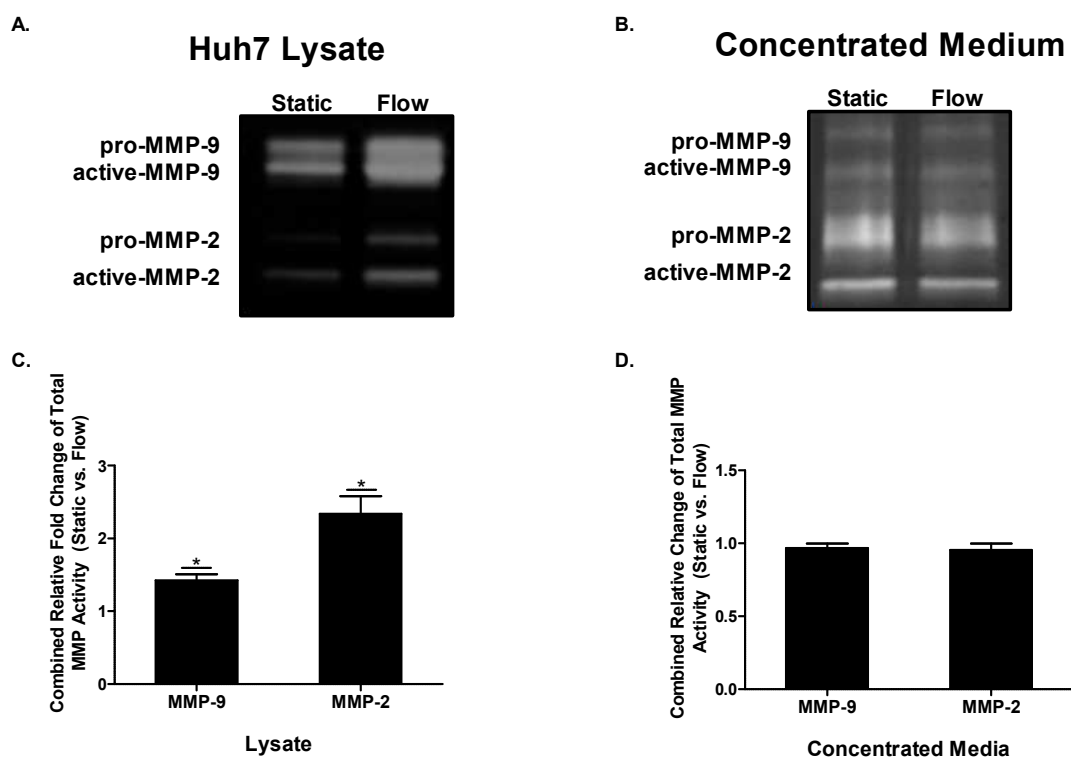 A.
Huh7 Lysate
Static Flow
pro-MMP-9
active-MMP-9
pro-MMP-2
active-MMP-2
B.
Concentrated Medium
Static Flow
pro-MMP-9
active-MMP-9
pro-MMP-2
active-MMP-2
C.
Combined Relative Fold Change of Total
MMP Activity (Static vs. Flow)
3
2
1
0
*
*
MMP-9 MMP-2
Lysate
D.
Combined Relative Change of Total MMP
Activity (Static vs. Flow)
1.5
1.0
0.5
0.0
MMP-9 MMP-2
Concentrated Media